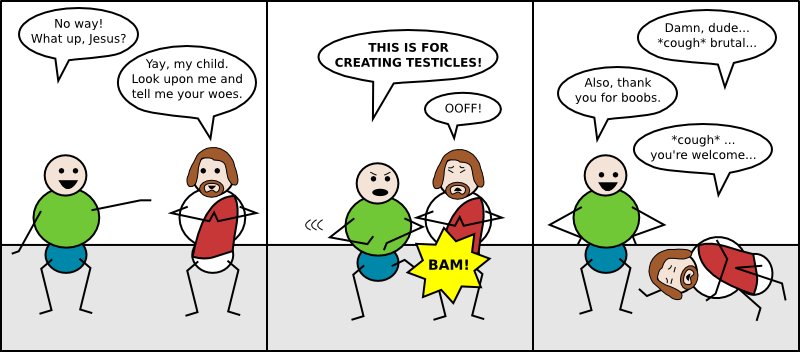 No way!
What up, Jesus?
Yay, my child.
Look upon me and
tell me your woes.
THIS IS FOR
CREATING TESTICLES!
OOFF!
BAM!
Damn, dude...
*cough* brutal...
Also, thank
you for boobs.
*cough* ...
you're welcome...